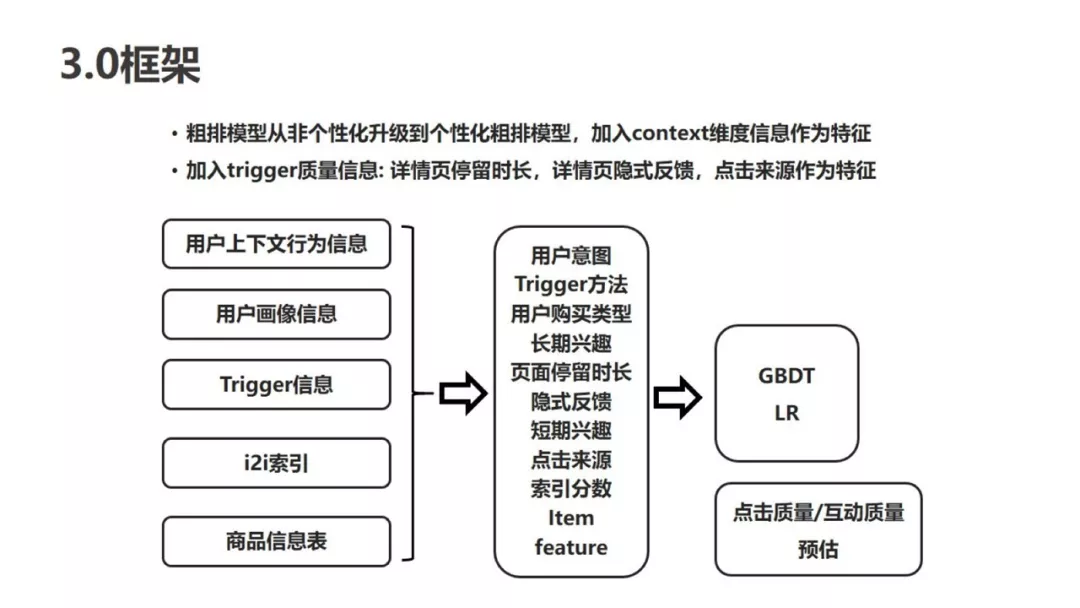 3.0框架
• 粗排模型从非个性化升级到个性化粗排模型，加入context维度信息作为特征
• 加入trigger质量信息: 详情页停留时长，详情页隐式反馈，点击来源作为特征
用户上下文行为信息
用户画像信息
Trigger信息
i2i索引
商品信息表
用户意图
Trigger方法
用户购买类型
长期兴趣
页面停留时长
隐式反馈
短期兴趣
点击来源
索引分数
Item
feature
GBDT
LR
点击质量/互动质量
预估